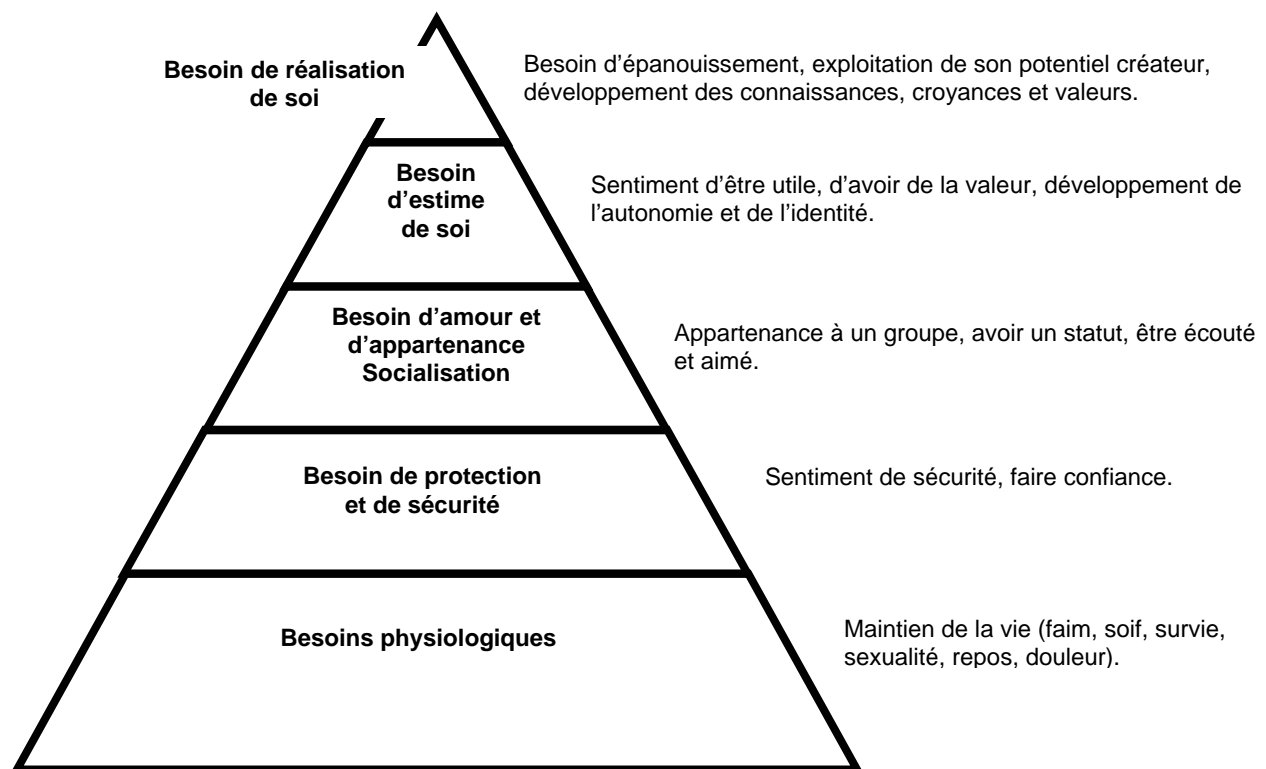 Besoin de réalisation
de soi
Besoin d’épanouissement, exploitation de son potentiel créateur,
développement des connaissances, croyances et valeurs.
Besoin
d’estime
de soi
Sentiment d’être utile, d’avoir de la valeur, développement de
l’autonomie et de l’identité.
Besoin d’amour et
d’appartenance
Socialisation
Appartenance à un groupe, avoir un statut, être écouté
et aimé.
Besoin de protection
et de sécurité
Sentiment de sécurité, faire confiance.
Besoins physiologiques
Maintien de la vie (faim, soif, survie,
sexualité, repos, douleur).